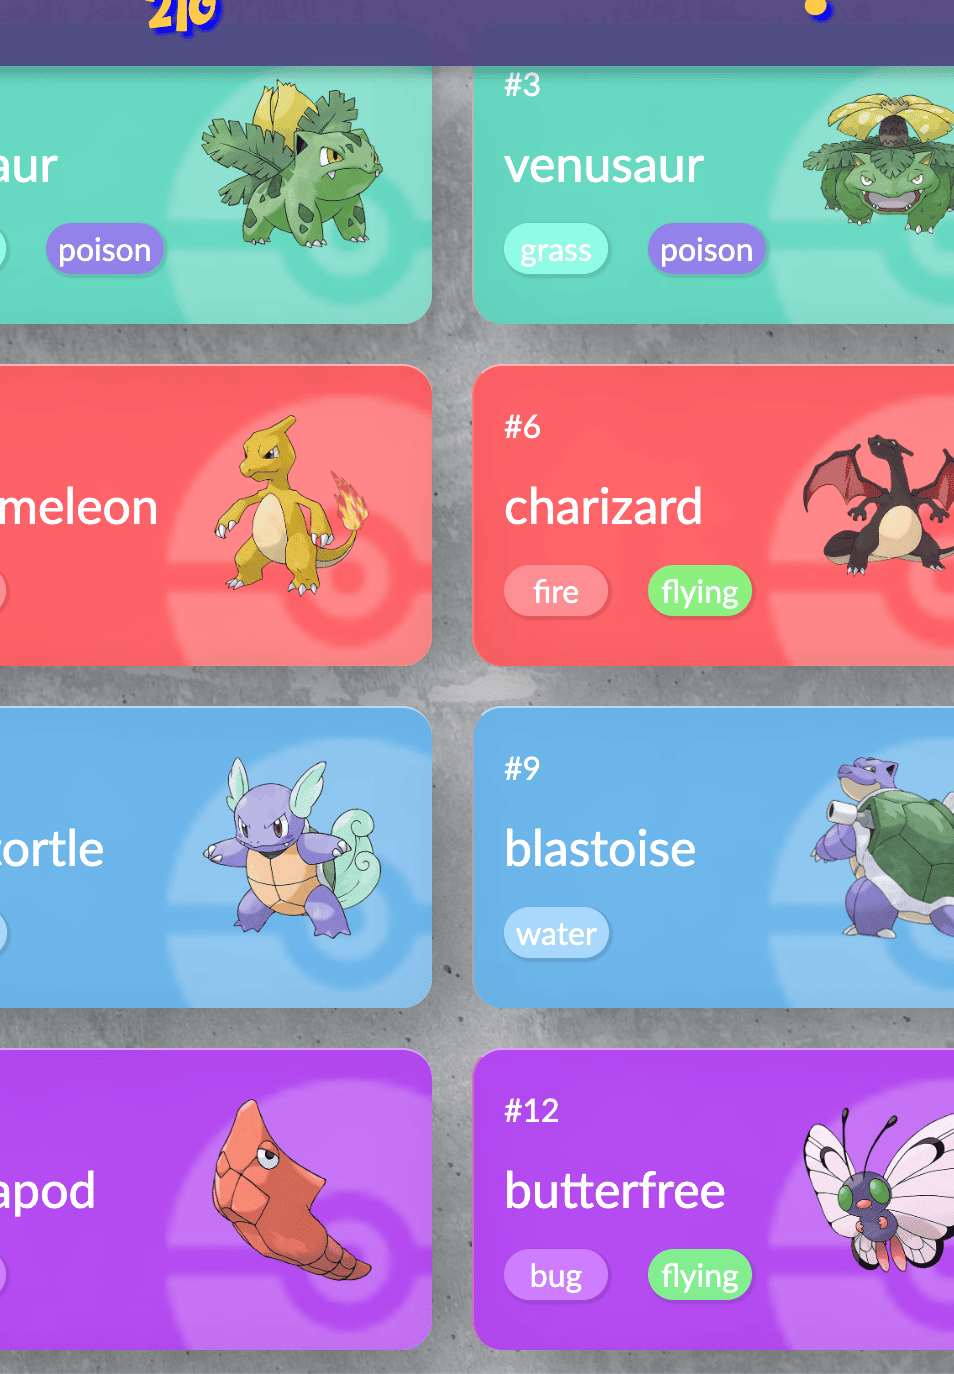 #3
aur
venusaur
poison
grass
poison
#6
meleon
charizard
fire
flying
#9
ortle
blastoise
water
#12
apod
butterfree
bug
flying